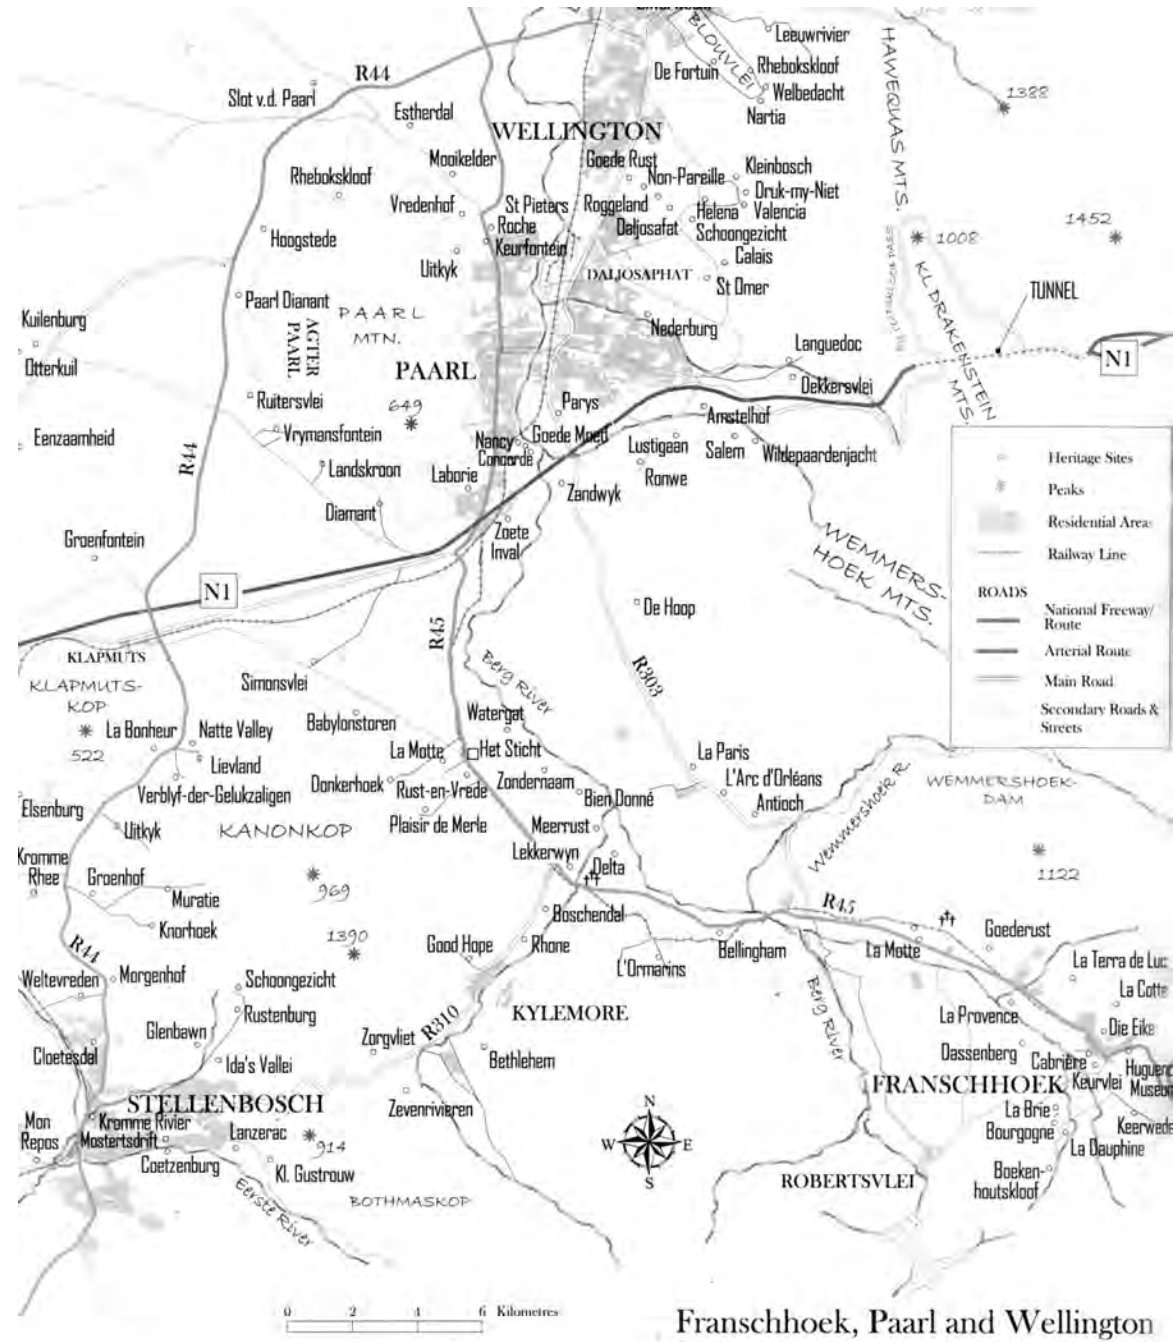 Leeuwrivier
BLOUVLEI
De Fortuin
Rhebokskloof
Welbedacht
Nartia
HAWEQUAS MTS.
1388
R44
Slot v.d. Paarl
Estherdal
WELLINGTON
Mooikelder
Goede Rust
Non-Pareille
Kleinbosch
Druk-my-Niet
Rhebokskloof
Vredenhof
St Pieters
Roche
Keurfontein
Roggeland
Daljosafat
Helena
Valencia
Schoongezicht
1452
1008
Hoogstede
Uitkyk
Calais
DALJOSAPHAT
St Omer
KL DRAKENSTEIN
MTS.
TUNNEL
Paarl Dianant
PAARL
MTN.
AGTER
PAARL
Kuilenburg
Otterkuil
Nederburg
Languedoc
N1
PAARL
Dekkersvlei
Ruitersvlei
649
Parys
Amstelhof
Eenzaamheid
Vrymansfontein
R44
Nancy
Goede Moed
Concorde
Lustigaan
Salem
Wildepaardenjacht
Landskroon
Laborie
Ronwe
Zandwyk
Diamant
Zoete
Inval
Groenfontein
WEMMERS-
HOEK MTS.
Heritage Sites
Peaks
Residential Areas
Railway Line
ROADS
National Freeway/
Route
Arterial Route
Main Road
Secondary Roads &
Streets
N1
De Hoop
R45
KLAPMUTS
KLAPMUTS-
KOP
522
Simonsvlei
Berg River
R303
Babylonstoren
Watergat
La Bonheur
Natte Valley
Lievland
Verblyf-der-Gelukzaligen
La Motte
Het Sticht
Donkerhoek
Rust-en-Vrede
Zondernaam
Plaisir de Merle
Bien Donné
La Paris
L'Arc d'Orléans
Antioch
Wemmershoek R.
WEMMERSHOEK-
DAM
1122
Elsenburg
Uitkyk
KANONKOP
Meerrust
Lekkerwyn
Delta
Kromme
Rhee
Groenhof
Muratie
Knorhoek
969
1390
Boschendal
R45
R44
Good Hope
Rhone
L'Ormarins
Bellingham
La Motte
Goederust
La Terra de Luc
La Cotte
Weltevreden
Morgenhof
Schoongezicht
Rustenburg
Glenbawn
Cloetesdal
Ida's Vallei
Zorgvliet
R310
KYLEMORE
Bethlehem
Zevenrivieren
Berg River
La Provence
Die Eike
Dassenberg
Cabrière
Keurvlei
Hugueno
Museum
FRANSCHHOEK
STELLENBOSCH
Mon
Repos
Kromme Rivier
Mostertsdrift
Coetzenburg
Lanzerac
914
Kl. Gustrouw
Eerste River
BOTHMASKOP
N
W
E
S
La Brie
Bourgogne
Keerwede
La Dauphine
ROBERTSVLEI
Boeken-
houtskloof
0 2 4 6 Kilometres
Franschhoek, Paarl and Wellington